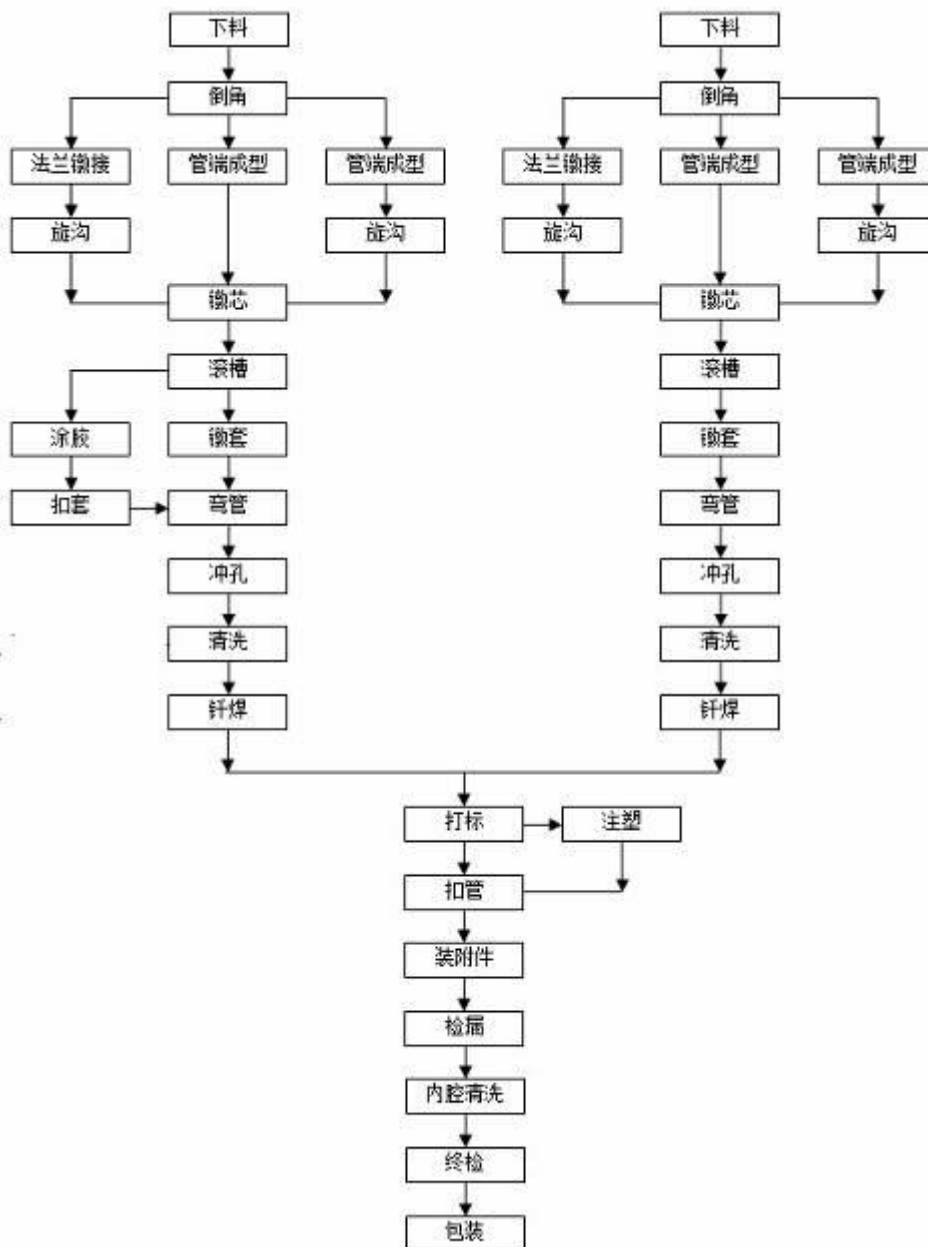 下料
下料
倒角
倒角
法兰镦接
管端成型
管端成型
法兰镦接
管端成型
管端成型
旋沟
旋沟
旋沟
旋沟
镦芯
镦芯
滚槽
滚槽
涂胶
镦套
镦套
扣套
弯管
弯管
冲孔
冲孔
清洗
清洗
钎焊
钎焊
打标
注塑
扣管
装附件
检漏
内腔清洗
终检
包装